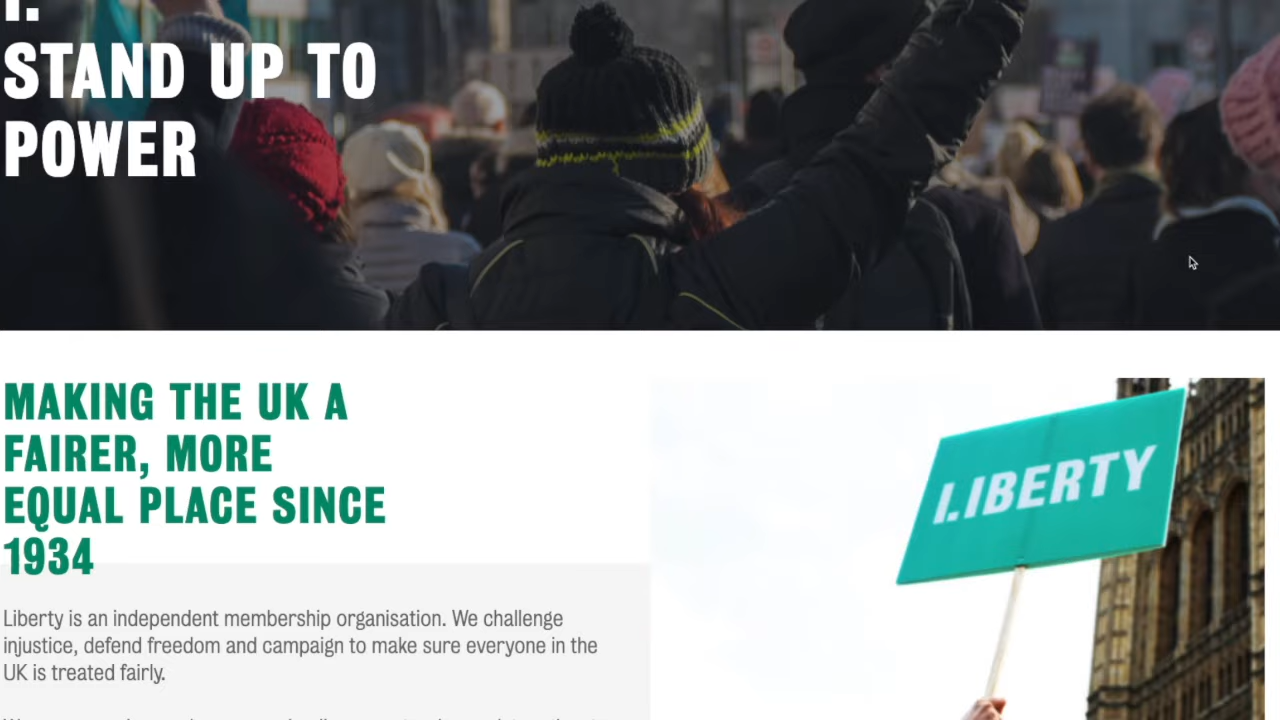 STAND UP TO
POWER
MAKING THE UK A
FAIRER, MORE
EQUAL PLACE SINCE
1934
LIBERTY
Liberty is an independent membership organisation. We challenge
injustice, defend freedom and campaign to make sure everyone in the
UK is treated fairly.